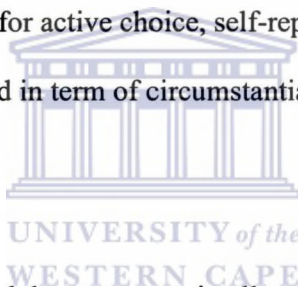 for active choice, self-rep
d in term of circumstantia
UNIVERSITY of the
WESTERN CAPE